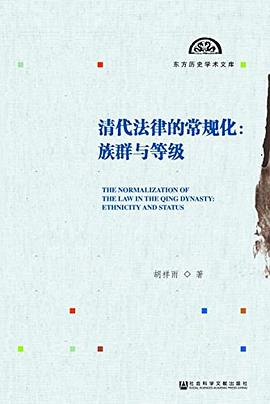 东方历史学术文库
清代法律的常规化：
族群与等级
THE NORMALIZATION OF
THE LAW IN THE QING DYNASTY:
ETHNICITY AND STATUS
胡祥雨 ◇ 著
社会科学文献出版社
SOCIAL SCIENCES ACADEMIC PRESS (CHINA)